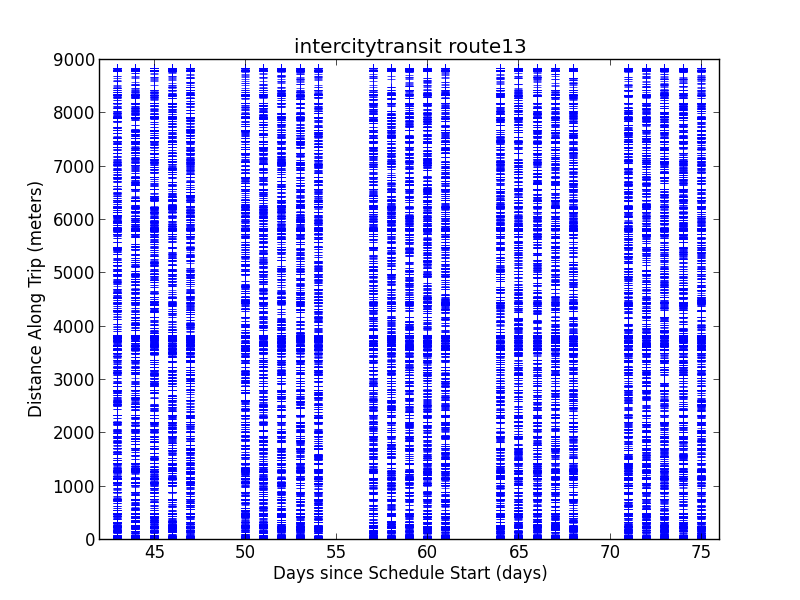 intercitytransit route13
9000
8000
7000
6000
5000
4000
3000
2000
1000
0
Distance Along Trip (meters)
45 50 55 60 65 70 75
Days since Schedule Start (days)